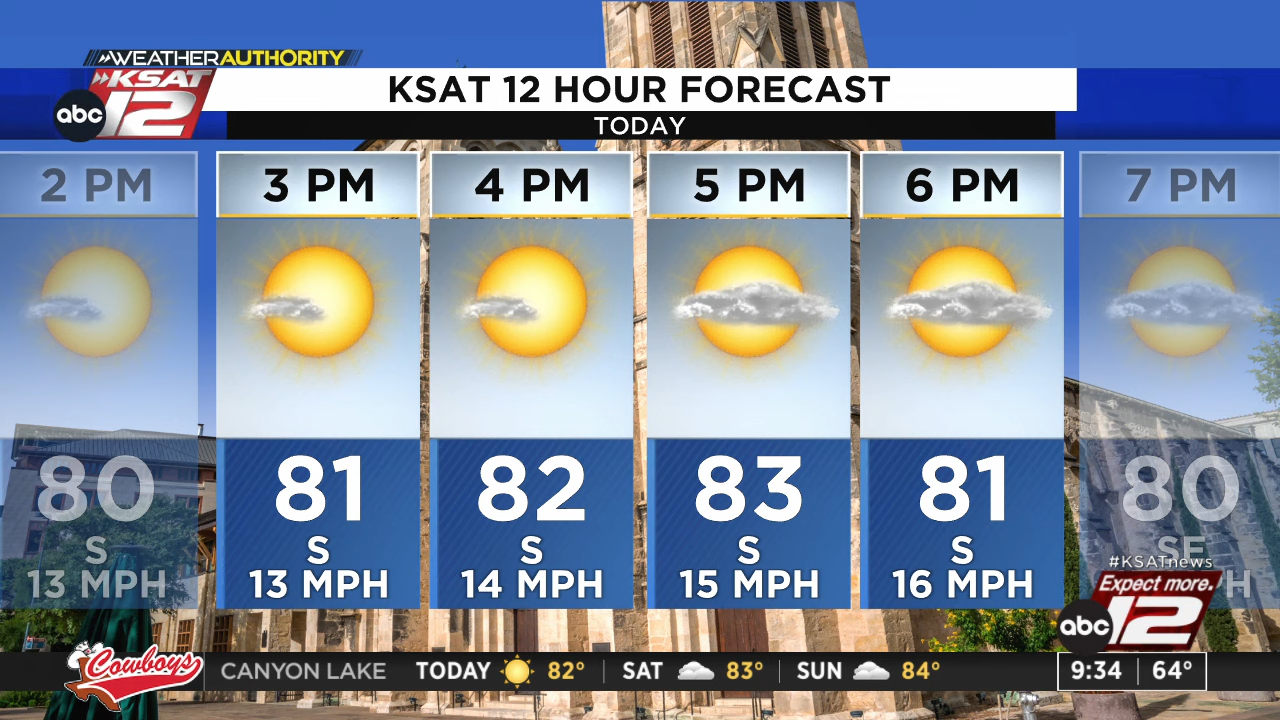 WEATHERAUTHORITY
KSAT
abc 12
KSAT 12 HOUR FORECAST
TODAY
2 PM
80
S
13 MPH
3 PM
81
S
13 MPH
4 PM
82
S
14 MPH
5 PM
83
S
15 MPH
6 PM
81
S
16 MPH
7 PM
80
SE
#KSATnews
Expect more.
abc 12
Cowboys
CANYON LAKE TODAY 82° SAT 83° SUN 84°
9:34 64°